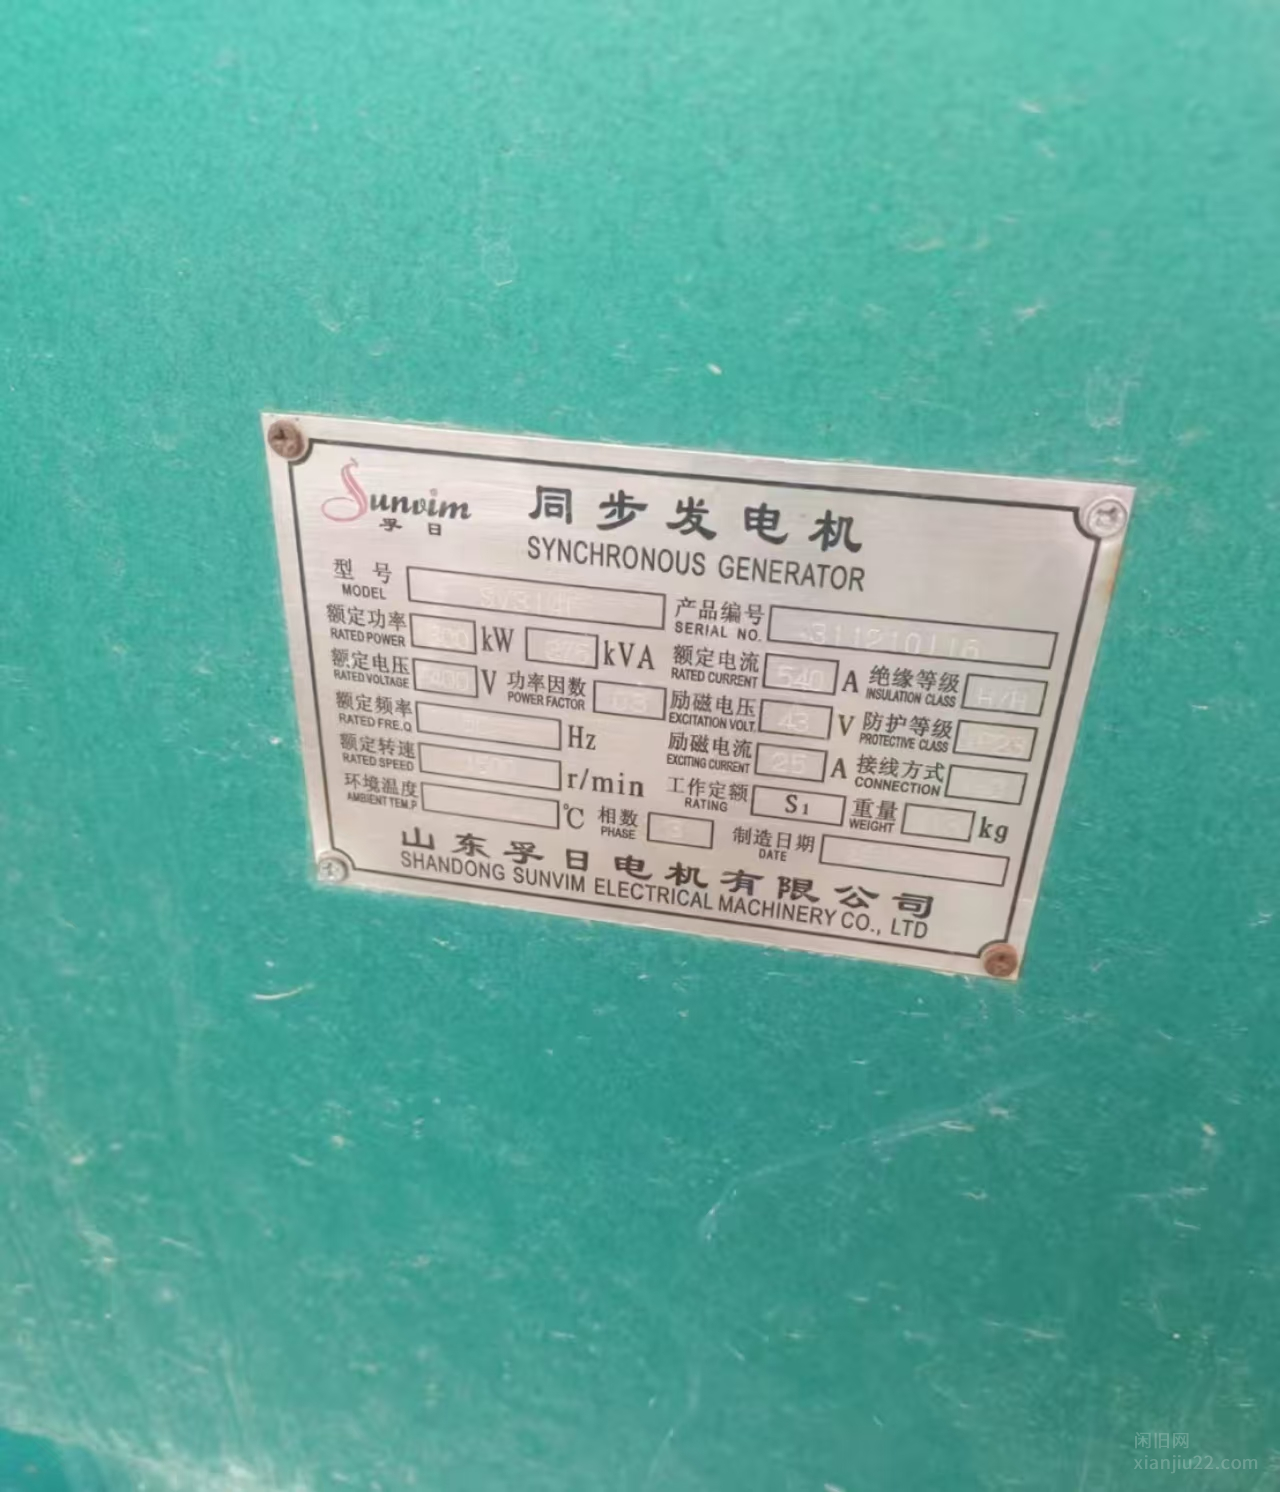 Sunvim
孚日
同步发电机
SYNCHRONOUS GENERATOR
型号
MODEL
产品编号 311210116
SERIAL NO.
额定功率 kW kVA
RATED POWER
额定电流 540 A
RATED CURRENT
绝缘等级 H/H
INSULATION CLASS
额定电压 400 V
RATED VOLTAGE
功率因数
POWER FACTOR
励磁电压 43 V
EXCITATION VOLT.
防护等级
PROTECTIVE CLASS
额定频率 Hz
RATED FRE.Q
励磁电流 25 A
EXCITING CURRENT
接线方式
CONNECTION
额定转速 r/min
RATED SPEED
工作定额 S1
RATING
重量 kg
WEIGHT
环境温度 ℃
AMBIENT TEM.P
相数 3
PHASE
制造日期
DATE
山东孚日电机有限公司
SHANDONG SUNVIM ELECTRICAL MACHINERY CO., LTD
闲旧网
xianjiu22.com